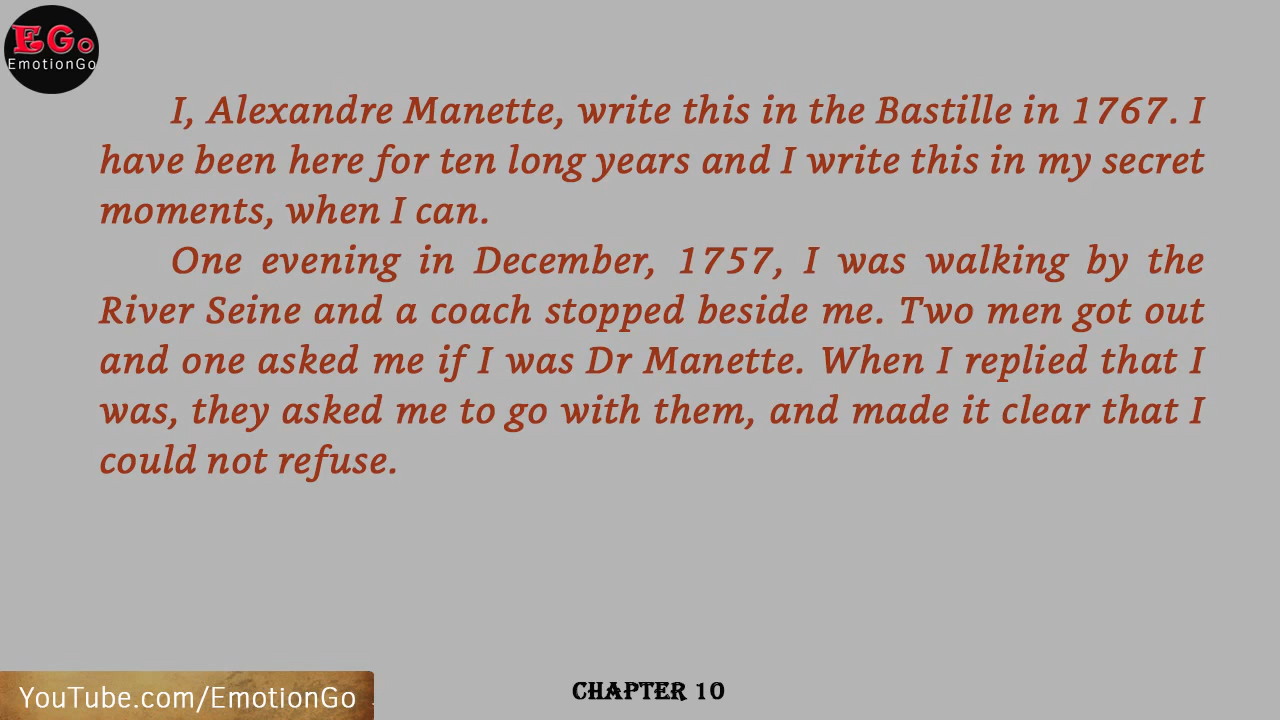 EGo
EmotionGo
I, Alexandre Manette, write this in the Bastille in 1767. I
have been here for ten long years and I write this in my secret
moments, when I can.
One evening in December, 1757, I was walking by the
River Seine and a coach stopped beside me. Two men got out
and one asked me if I was Dr Manette. When I replied that I
was, they asked me to go with them, and made it clear that I
could not refuse.
YouTube.com/EmotionGo
CHAPTER 10